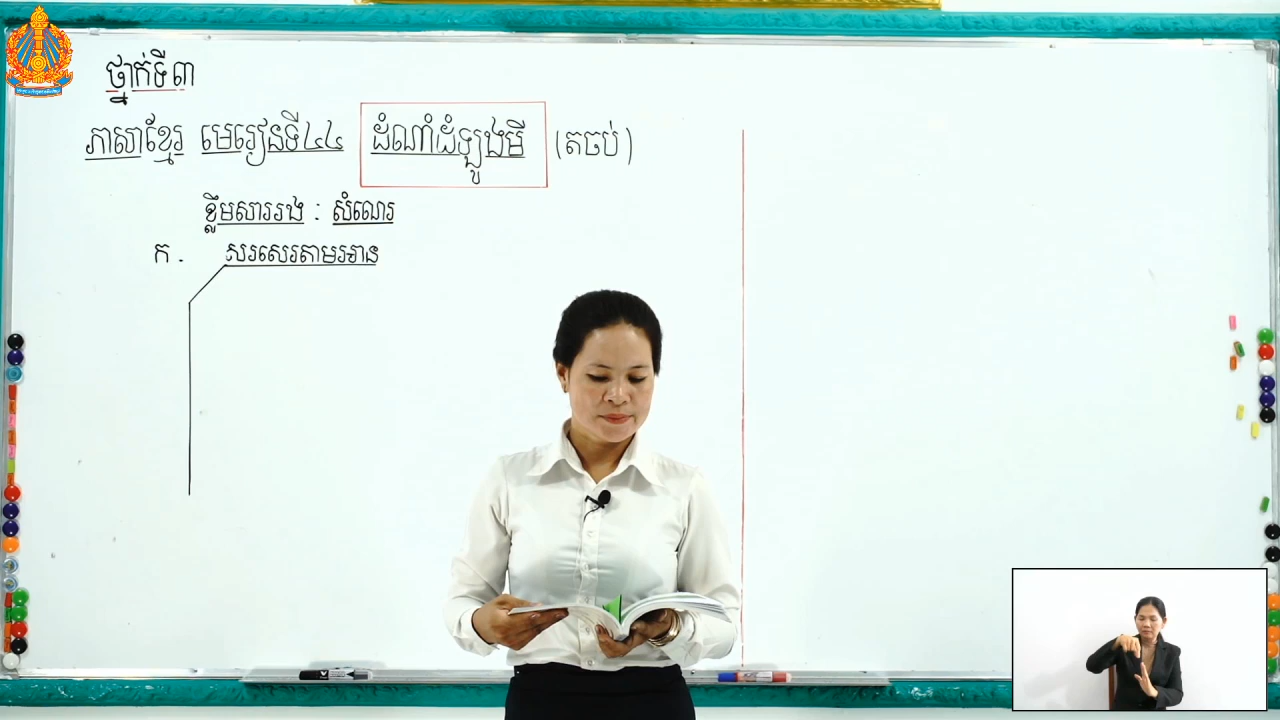 ថ្នាក់ទី៣
ភាសាខ្មែរ មេរៀនទី៤៤ ដំណាំដំឡូងមី (តចប់)
ខ្លឹមសាររង : សំណេរ
ក. សរសេរតាមអាន